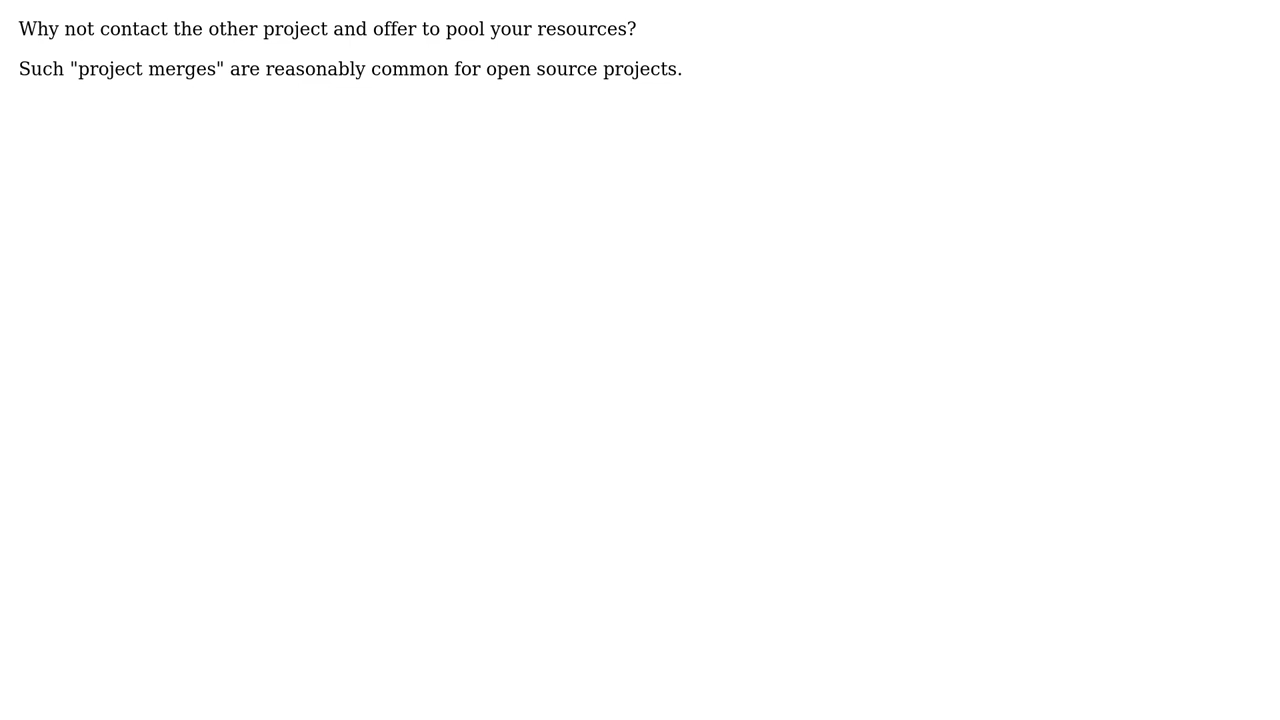 Why not contact the other project and offer to pool your resources?
Such "project merges" are reasonably common for open source projects.